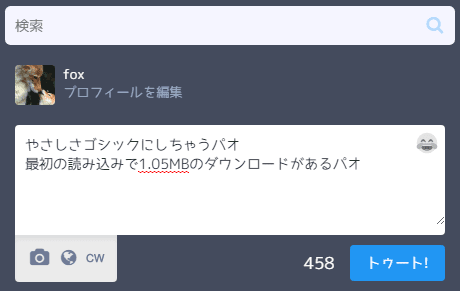 検索
fox
プロフィールを編集
やさしさゴシックにしちゃうパオ
最初の読み込みで1.05MBのダウンロードがあるパオ
CW
458
トゥート!